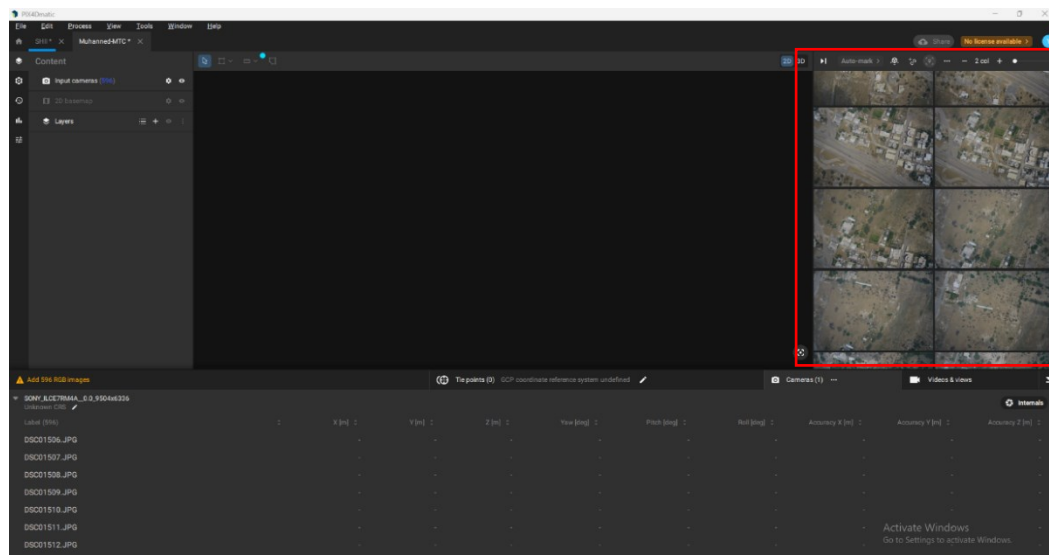 PIX4Dmatic
File Edit Process View Tools Window Help
Muhanned-MTC* Share No license available >
Content 2D 3D Auto-mark > 2 col +
Input cameras (596)
2D basemap
Layers
Add 596 RGB images Tie points (0) GCP coordinate reference system undefined Cameras (1) ... Videos & views
SONY_ILCE7RM4A__0.0_9504x6336
Unknown CRS Internals
Label (596) X [m] Y [m] Z [m] Yaw [deg] Pitch [deg] Roll [deg] Accuracy X [m] Accuracy Y [m] Accuracy Z [m]
DSC01506.JPG - - - - - - - - -
DSC01507.JPG - - - - - - - - -
DSC01508.JPG - - - - - - - - -
DSC01509.JPG - - - - - - - - -
DSC01510.JPG - - - - - - - - -
DSC01511.JPG - - - - - - - - -
DSC01512.JPG - - - - - - - - -
Activate Windows
Go to Settings to activate Windows.